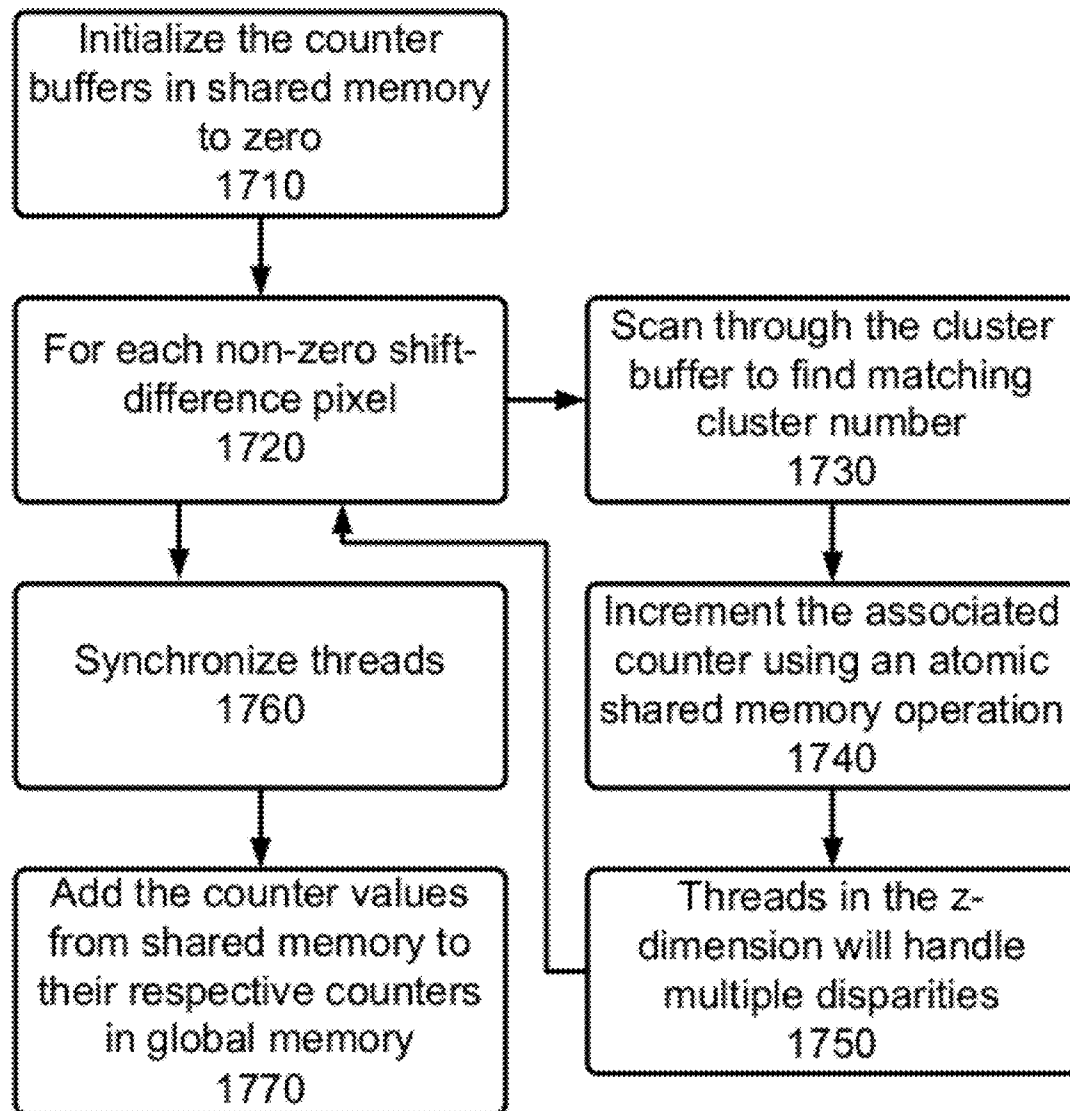 Initialize the counter
buffers in shared memory
to zero
1710
For each non-zero shift-
difference pixel
1720
Scan through the cluster
buffer to find matching
cluster number
1730
Synchronize threads
1760
Increment the associated
counter using an atomic
shared memory operation
1740
Add the counter values
from shared memory to
their respective counters
in global memory
1770
Threads in the z-
dimension will handle
multiple disparities
1750